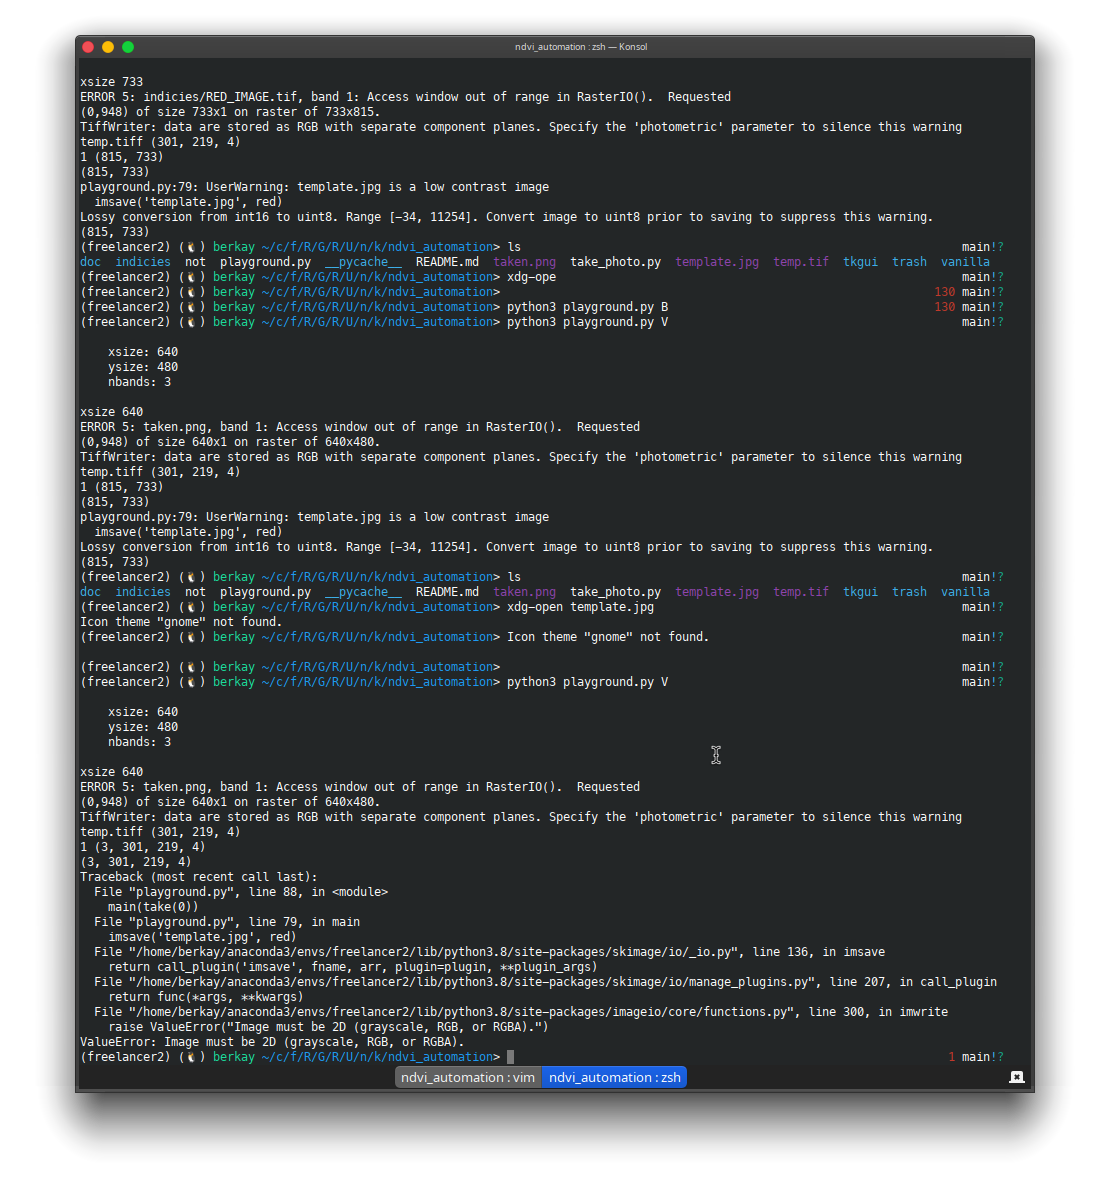 ndvi_automation : zsh — Konsol
xsize 733
ERROR 5: indicies/RED_IMAGE.tif, band 1: Access window out of range in RasterIO().  Requested
(0,948) of size 733x1 on raster of 733x815.
TiffWriter: data are stored as RGB with separate component planes. Specify the 'photometric' parameter to silence this warning
temp.tiff (301, 219, 4)
1 (815, 733)
(815, 733)
playground.py:79: UserWarning: template.jpg is a low contrast image
  imsave('template.jpg', red)
Lossy conversion from int16 to uint8. Range [-34, 11254]. Convert image to uint8 prior to saving to suppress this warning.
(815, 733)
(freelancer2) (🐧) berkay ~/c/f/R/G/R/U/n/k/ndvi_automation> ls main!?
doc  indicies  not  playground.py  __pycache__  README.md  taken.png  take_photo.py  template.jpg  temp.tif  tkgui  trash  vanilla
(freelancer2) (🐧) berkay ~/c/f/R/G/R/U/n/k/ndvi_automation> xdg-ope main!?
(freelancer2) (🐧) berkay ~/c/f/R/G/R/U/n/k/ndvi_automation> 130 main!?
(freelancer2) (🐧) berkay ~/c/f/R/G/R/U/n/k/ndvi_automation> python3 playground.py B 130 main!?
(freelancer2) (🐧) berkay ~/c/f/R/G/R/U/n/k/ndvi_automation> python3 playground.py V main!?
    xsize: 640
    ysize: 480
    nbands: 3
xsize 640
ERROR 5: taken.png, band 1: Access window out of range in RasterIO().  Requested
(0,948) of size 640x1 on raster of 640x480.
TiffWriter: data are stored as RGB with separate component planes. Specify the 'photometric' parameter to silence this warning
temp.tiff (301, 219, 4)
1 (815, 733)
(815, 733)
playground.py:79: UserWarning: template.jpg is a low contrast image
  imsave('template.jpg', red)
Lossy conversion from int16 to uint8. Range [-34, 11254]. Convert image to uint8 prior to saving to suppress this warning.
(815, 733)
(freelancer2) (🐧) berkay ~/c/f/R/G/R/U/n/k/ndvi_automation> ls main!?
doc  indicies  not  playground.py  __pycache__  README.md  taken.png  take_photo.py  template.jpg  temp.tif  tkgui  trash  vanilla
(freelancer2) (🐧) berkay ~/c/f/R/G/R/U/n/k/ndvi_automation> xdg-open template.jpg main!?
Icon theme "gnome" not found.
(freelancer2) (🐧) berkay ~/c/f/R/G/R/U/n/k/ndvi_automation> Icon theme "gnome" not found. main!?
(freelancer2) (🐧) berkay ~/c/f/R/G/R/U/n/k/ndvi_automation> main!?
(freelancer2) (🐧) berkay ~/c/f/R/G/R/U/n/k/ndvi_automation> python3 playground.py V main!?
    xsize: 640
    ysize: 480
    nbands: 3
xsize 640
ERROR 5: taken.png, band 1: Access window out of range in RasterIO().  Requested
(0,948) of size 640x1 on raster of 640x480.
TiffWriter: data are stored as RGB with separate component planes. Specify the 'photometric' parameter to silence this warning
temp.tiff (301, 219, 4)
1 (3, 301, 219, 4)
(3, 301, 219, 4)
Traceback (most recent call last):
  File "playground.py", line 88, in <module>
    main(take(0))
  File "playground.py", line 79, in main
    imsave('template.jpg', red)
  File "/home/berkay/anaconda3/envs/freelancer2/lib/python3.8/site-packages/skimage/io/_io.py", line 136, in imsave
    return call_plugin('imsave', fname, arr, plugin=plugin, **plugin_args)
  File "/home/berkay/anaconda3/envs/freelancer2/lib/python3.8/site-packages/skimage/io/manage_plugins.py", line 207, in call_plugin
    return func(*args, **kwargs)
  File "/home/berkay/anaconda3/envs/freelancer2/lib/python3.8/site-packages/imageio/core/functions.py", line 300, in imwrite
    raise ValueError("Image must be 2D (grayscale, RGB, or RGBA).")
ValueError: Image must be 2D (grayscale, RGB, or RGBA).
(freelancer2) (🐧) berkay ~/c/f/R/G/R/U/n/k/ndvi_automation> 1 main!?
ndvi_automation : vim  ndvi_automation : zsh